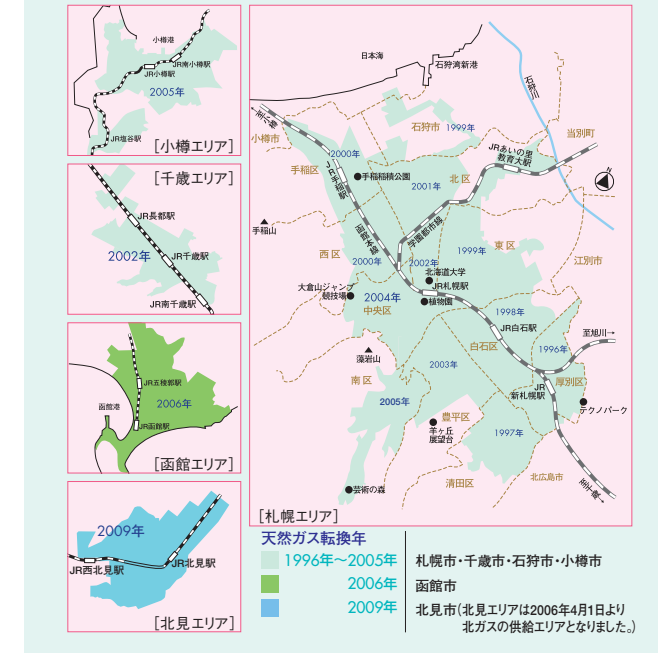 小樽港
JR南小樽駅
JR小樽駅
2005年
JR塩谷駅
[小樽エリア]
[千歳エリア]
JR長都駅
2002年
JR千歳駅
JR南千歳駅
JR五稜郭駅
函館港
2006年
JR函館駅
[函館エリア]
2009年
JR西北見駅
JR北見駅
[北見エリア]
日本海
石狩湾新港
石狩川
←至小樽
小樽市
石狩市
1999年
当別町
JRあいの里
教育大駅
N
手稲区
2000年
JR手稲駅
手稲稲積公園
2001年
北区
手稲山
函館本線
学園都市線
西区
2000年
2002年
1999年
東区
江別市
北海道大学
大倉山ジャンプ
競技場
2004年
JR札幌駅
植物園
中央区
1998年
JR白石駅
至旭川→
白石区
1996年
藻岩山
2003年
南区
厚別区
JR
新札幌駅
2005年
テクノパーク
豊平区
羊ヶ丘
展望台
1997年
北広島市
清田区
至千歳→
芸術の森
[札幌エリア]
天然ガス転換年
1996年～2005年 札幌市・千歳市・石狩市・小樽市
2006年 函館市
2009年 北見市(北見エリアは2006年4月1日より
北ガスの供給エリアとなりました。)